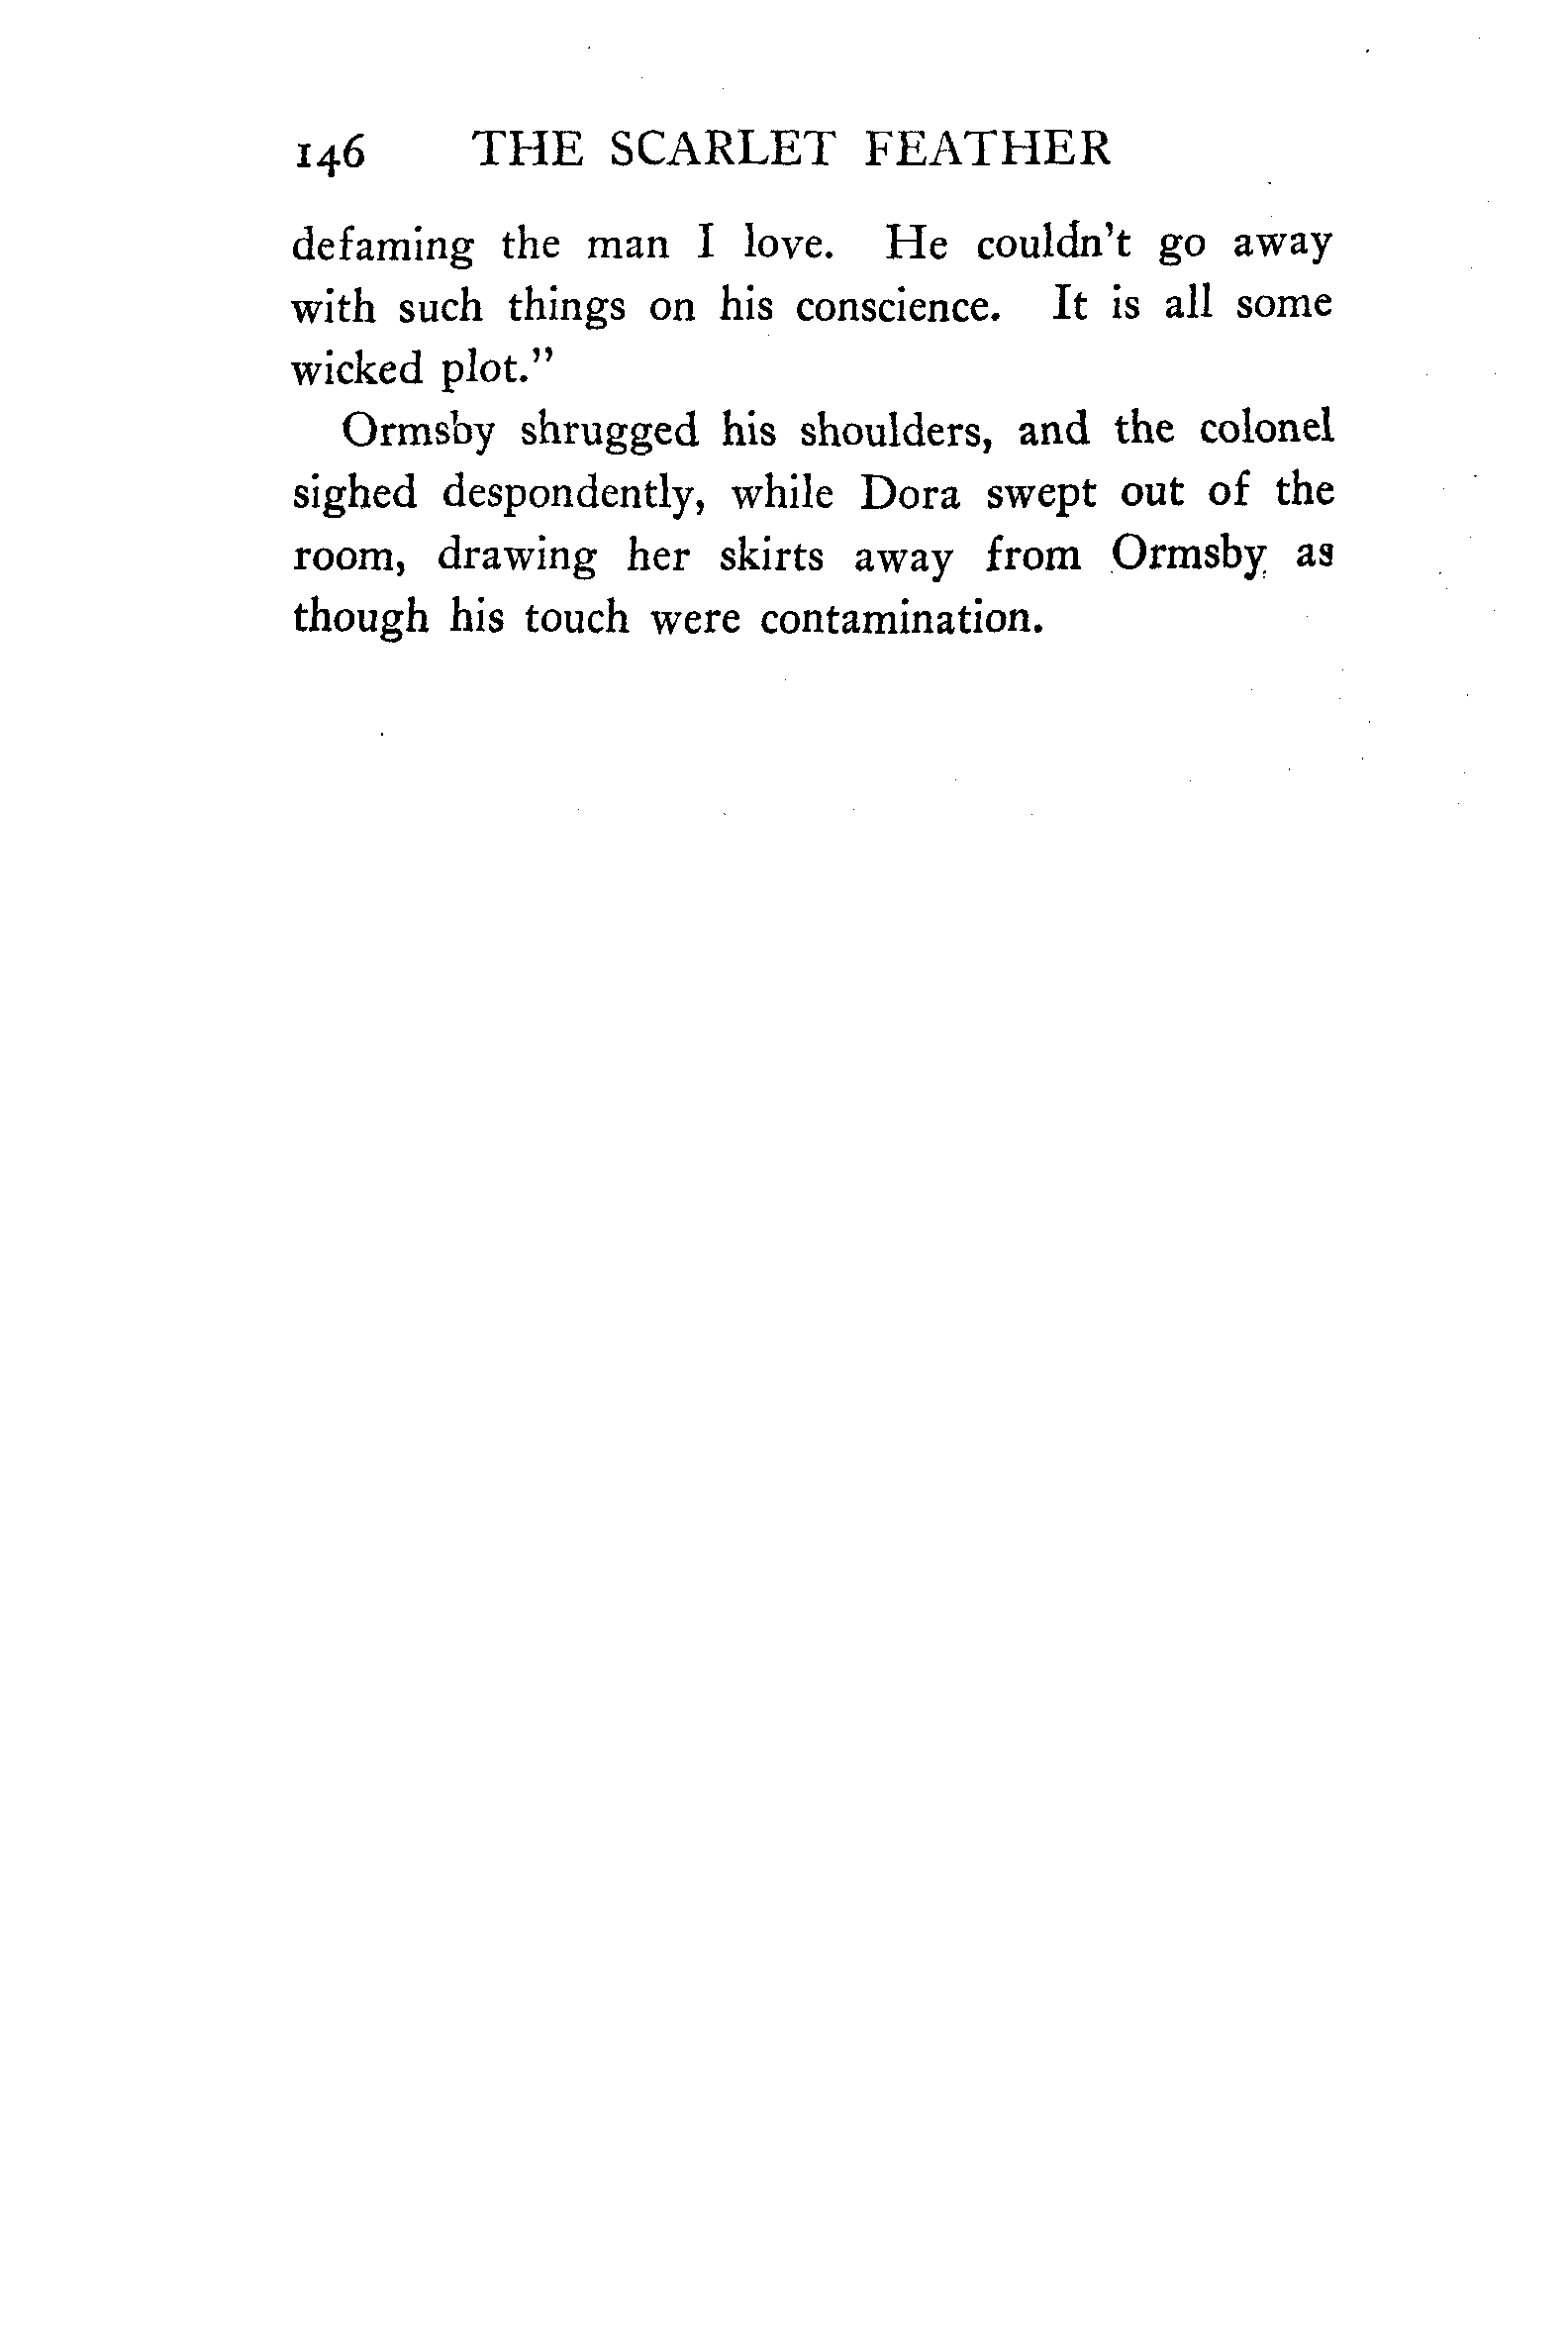 146 THE SCARLET FEATHER
defaming the man I love. He couldn't go away
with such things on his conscience. It is all some
wicked plot.”
Ormsby shrugged his shoulders, and the colonel
sighed despondently, while Dora swept out of the
room, drawing her skirts away from Ormsby as
though his touch were contamination.